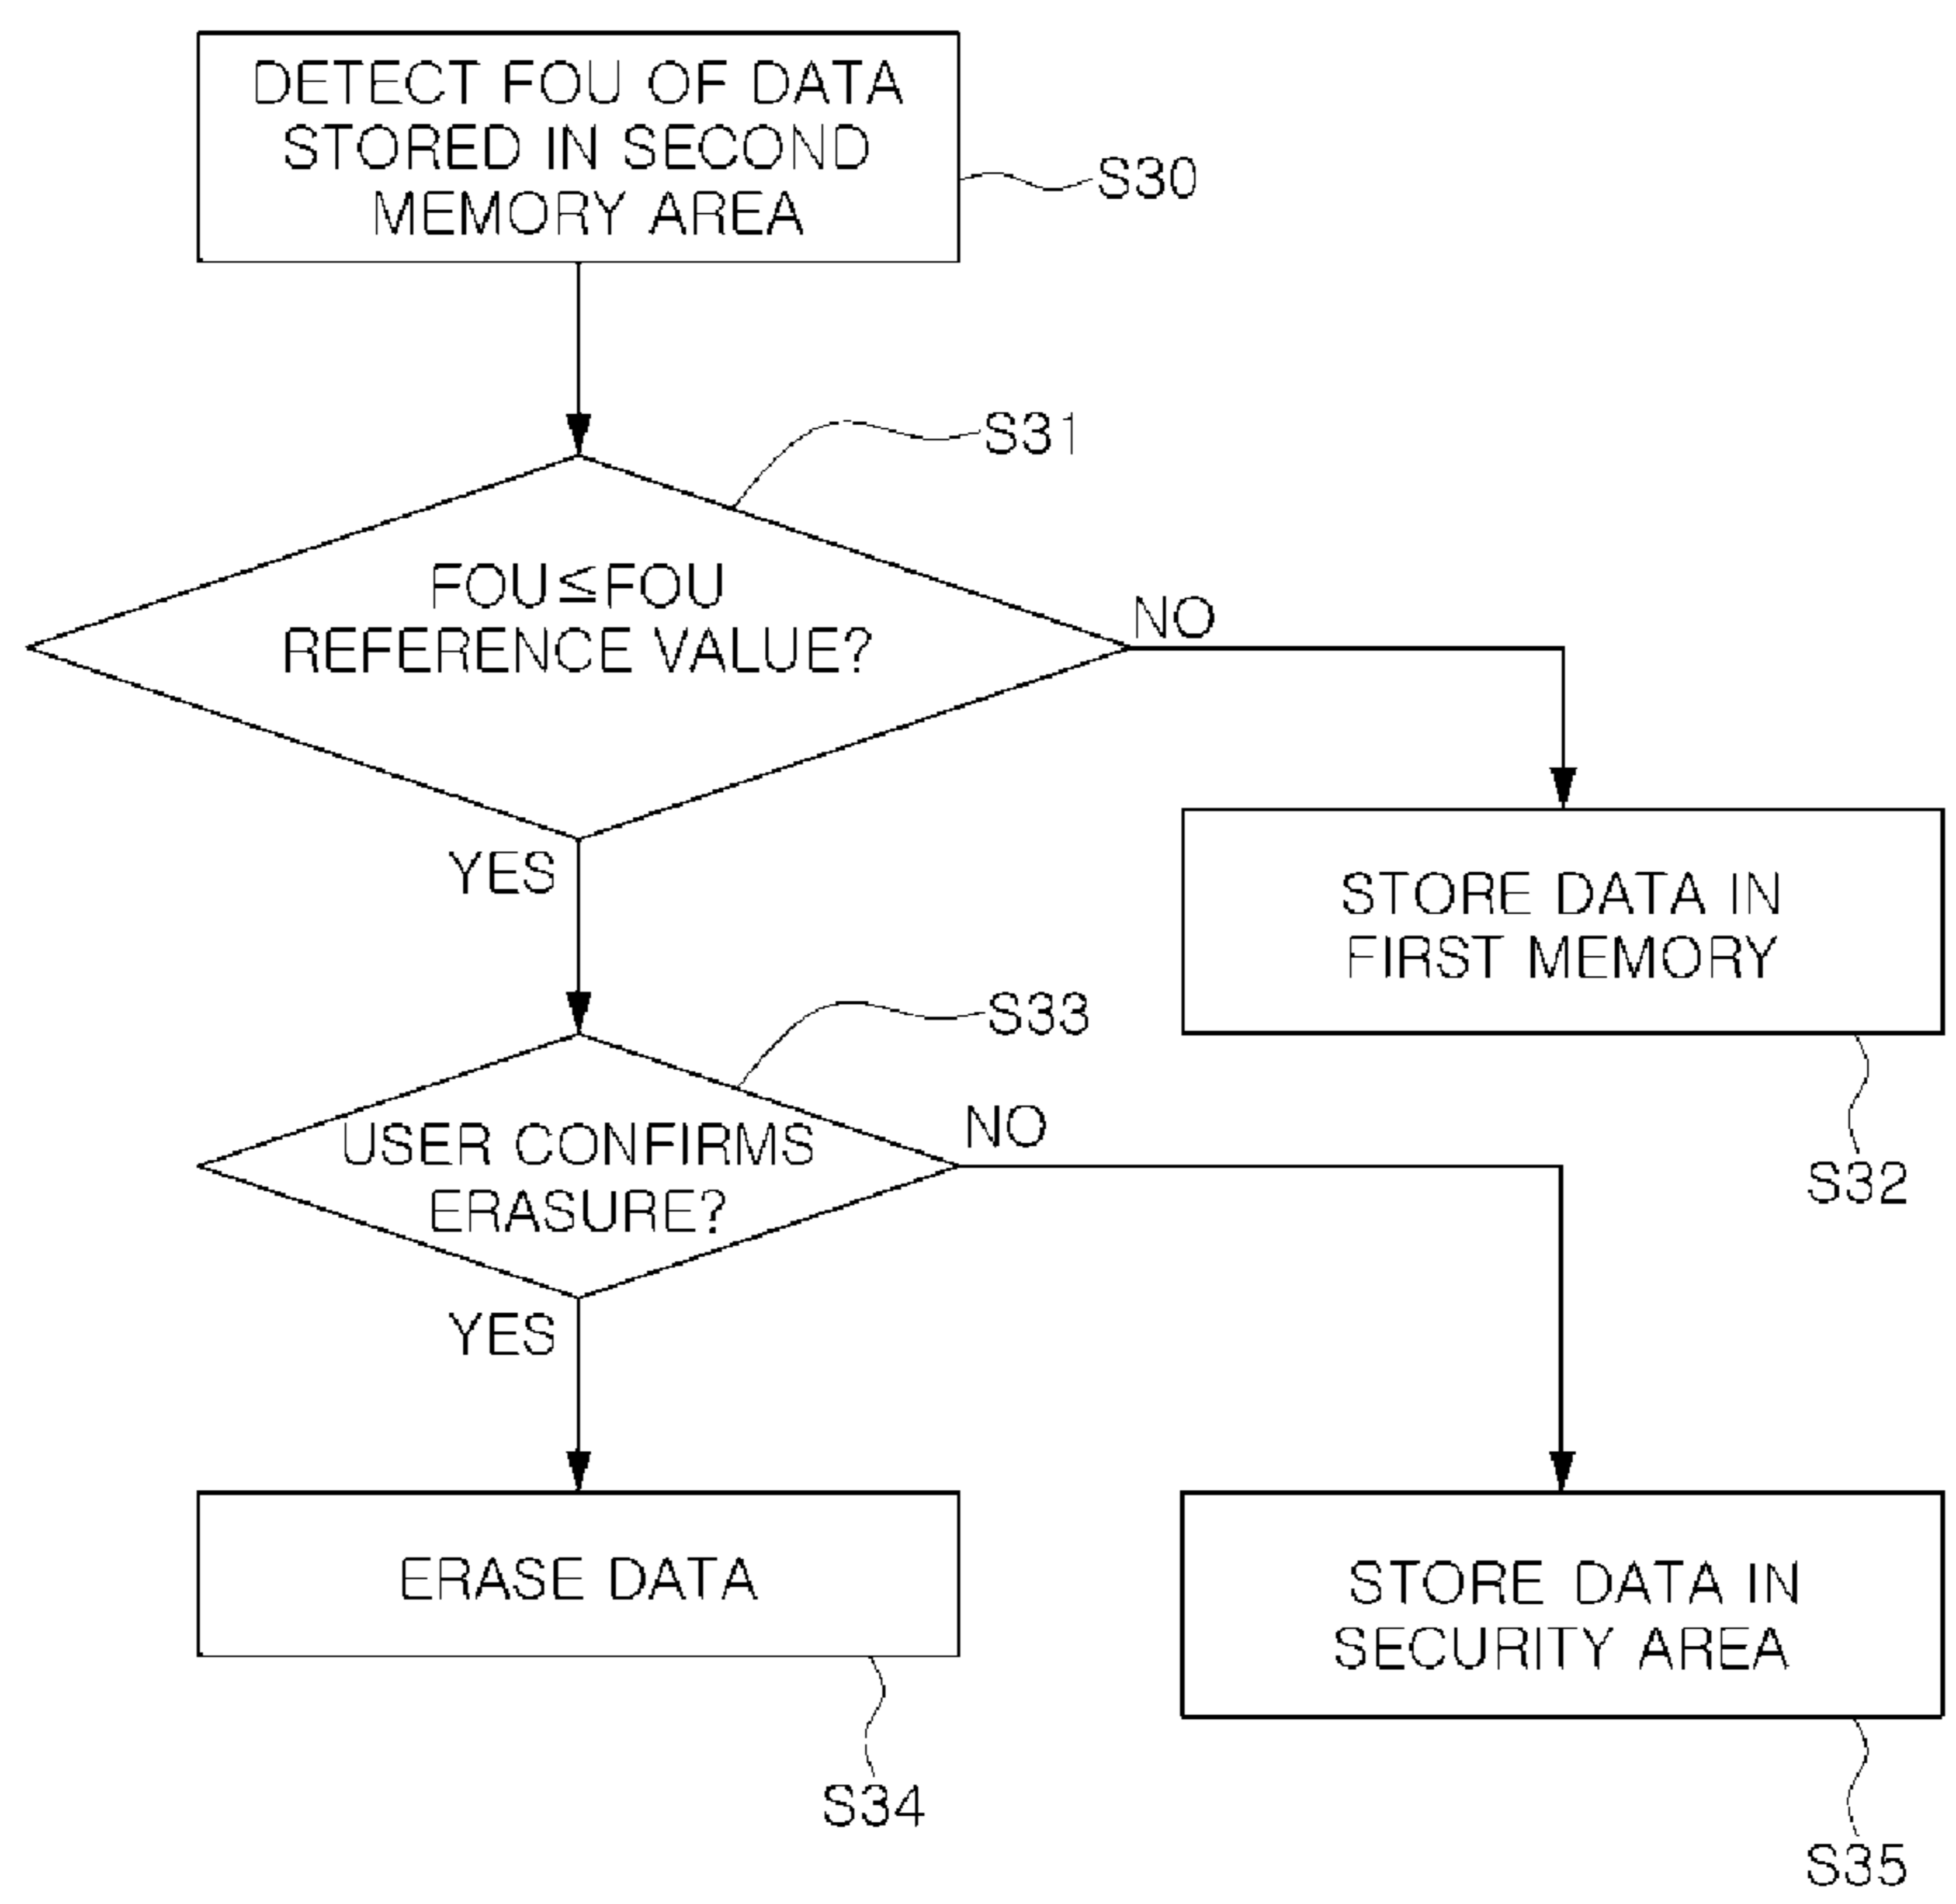 DETECT FOU OF DATA
STORED IN SECOND
MEMORY AREA
S30
S31
FOU≤FOU
REFERENCE VALUE?
NO
YES
STORE DATA IN
FIRST MEMORY
S32
S33
USER CONFIRMS
ERASURE?
NO
YES
ERASE DATA
S34
STORE DATA IN
SECURITY AREA
S35